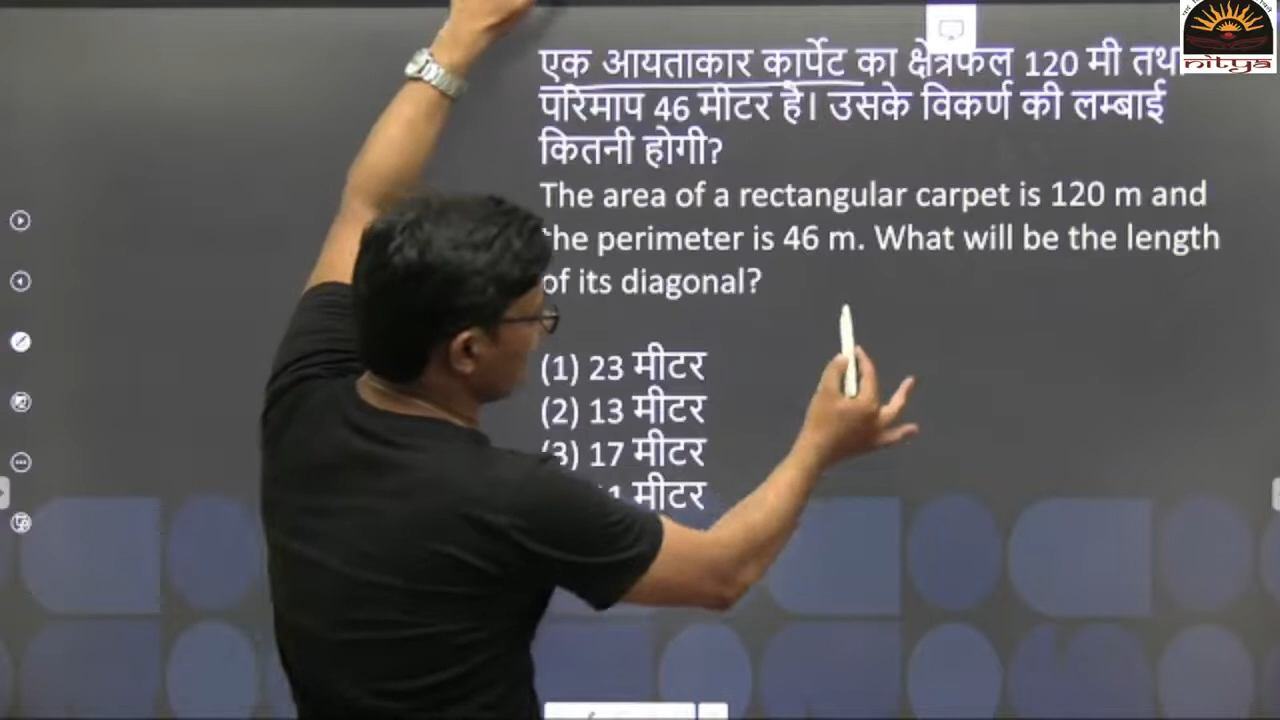 एक आयताकार कार्पेट का क्षेत्रफल 120 मी
परिमाप 46 मीटर है। उसके विकर्ण की लम्बाई
कितनी होगी?
The area of a rectangular carpet is 120 m and
the perimeter is 46 m. What will be the length
of its diagonal?
(1) 23 मीटर
(2) 13 मीटर
(3) 17 मीटर
मीटर
nitya